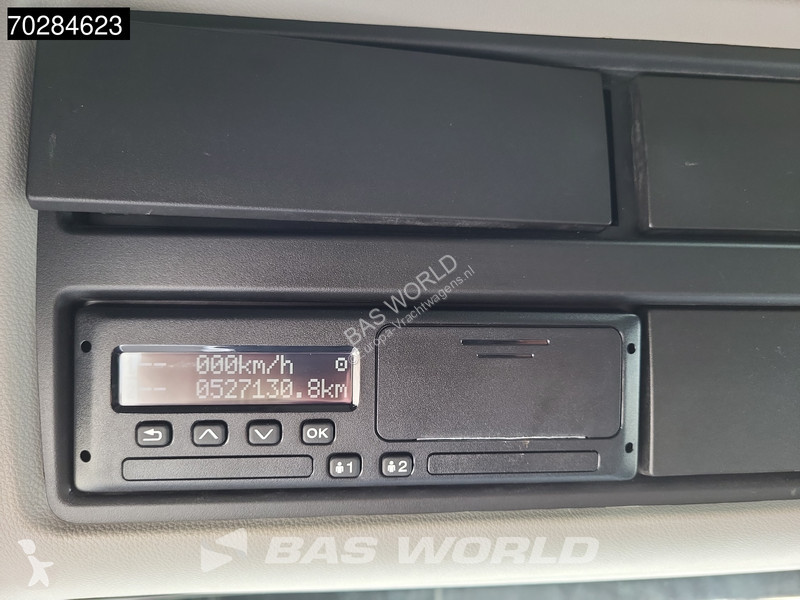 70284623
BAS WORLD
©Europa-Vrachtwagens.nl
-- 000km/h
-- 0527130.8km
OK
1
2
BAS WORLD